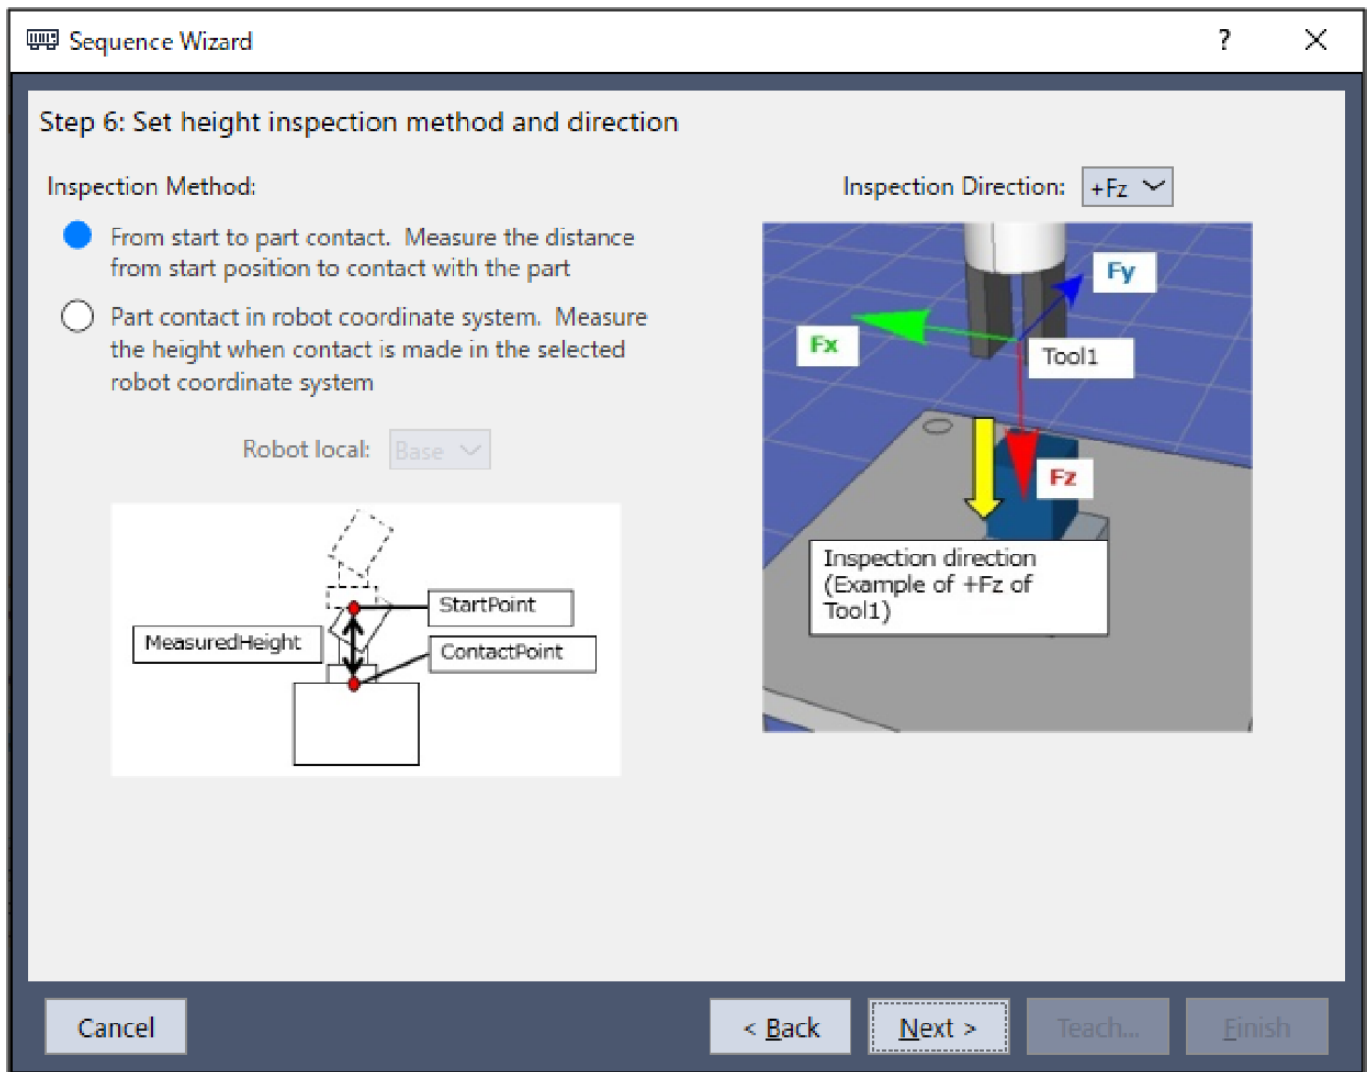 Sequence Wizard
?
Step 6: Set height inspection method and direction
Inspection Method:
Inspection Direction: +Fz
From start to part contact.  Measure the distance
from start position to contact with the part
Part contact in robot coordinate system.  Measure
the height when contact is made in the selected
robot coordinate system
Robot local: Base
StartPoint
MeasuredHeight
ContactPoint
Fy
Fx
Tool1
Fz
Inspection direction
(Example of +Fz of
Tool1)
Cancel
< Back
Next >
Teach...
Finish